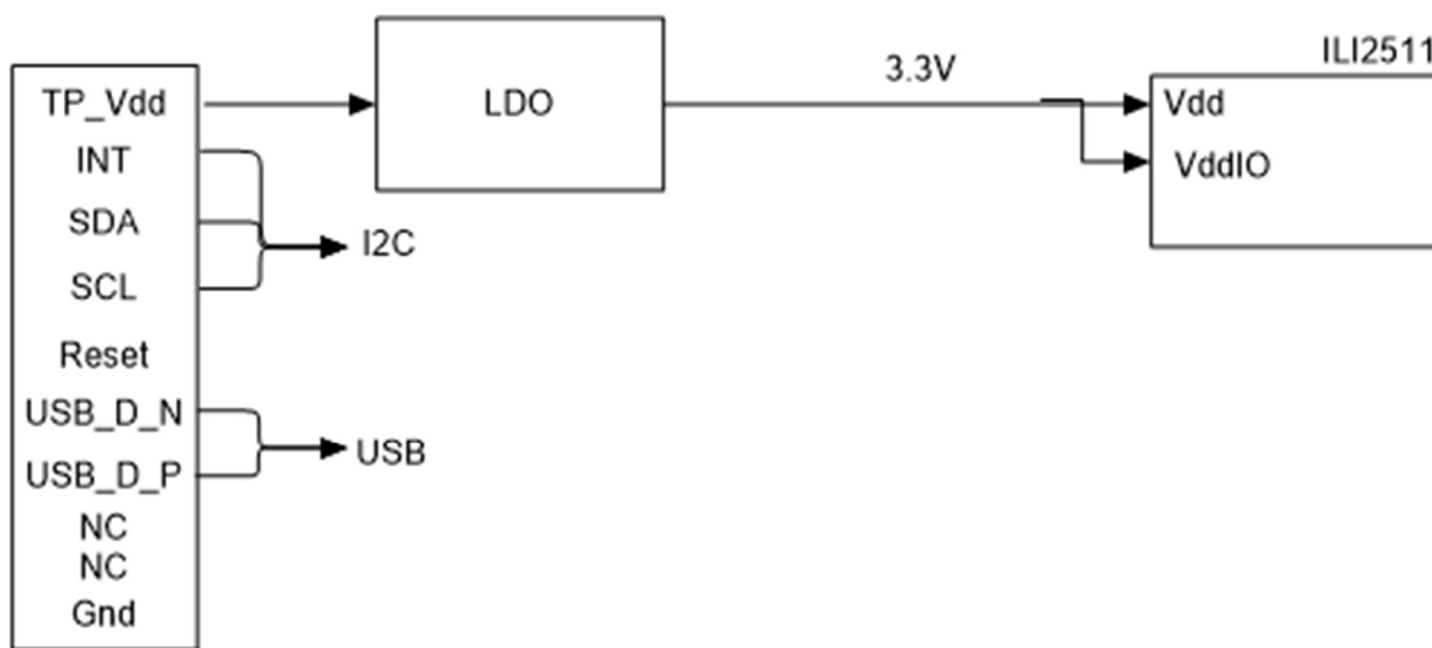 ILI2511
3.3V
TP_Vdd
LDO
Vdd
INT
VddIO
SDA
I2C
SCL
Reset
USB_D_N
USB
USB_D_P
NC
NC
Gnd